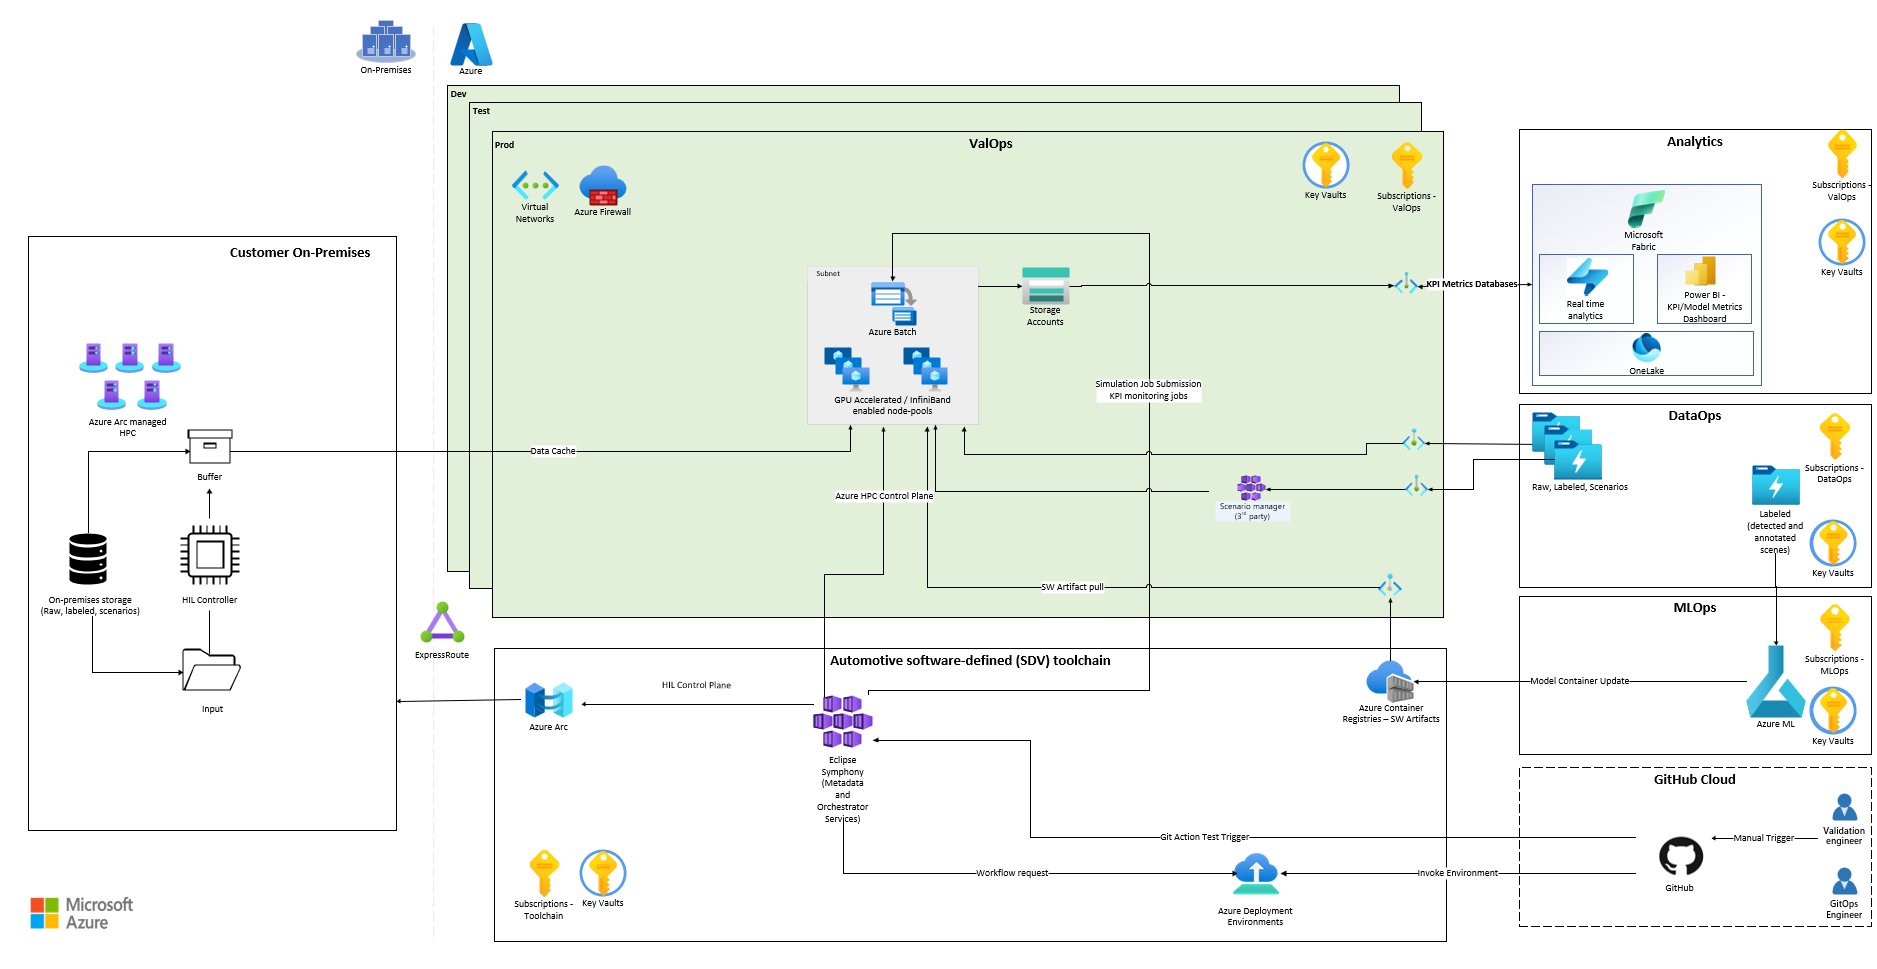 On-Premises
Azure
Dev
Test
Prod
ValOps
Virtual
Networks
Azure Firewall
Key Vaults
Subscriptions -
ValOps
Subnet
Azure Batch
GPU Accelerated / InfiniBand
enabled node-pools
Storage
Accounts
KPI Metrics Databases
Simulation Job Submission
KPI monitoring jobs
Data Cache
Azure HPC Control Plane
Scenario manager
(3rd party)
SW Artifact pull
Customer On-Premises
Azure Arc managed
HPC
Buffer
On-premises storage
(Raw, labeled, scenarios)
HIL Controller
Input
ExpressRoute
Analytics
Subscriptions -
ValOps
Key Vaults
Microsoft
Fabric
Real time
analytics
Power BI -
KPI/Model Metrics
Dashboard
OneLake
DataOps
Raw, Labeled, Scenarios
Subscriptions -
DataOps
Labeled
(detected and
annotated
scenes)
Key Vaults
MLOps
Subscriptions -
MLOps
Azure ML
Key Vaults
Model Container Update
Automotive software-defined (SDV) toolchain
HIL Control Plane
Azure Arc
Azure Container
Registries – SW Artifacts
Eclipse
Symphony
(Metadata
and
Orchestrator
Services)
Git Action Test Trigger
Workflow request
Invoke Environment
Azure Deployment
Environments
Subscriptions -
Toolchain
Key Vaults
GitHub Cloud
GitHub
Manual Trigger
Validation
engineer
GitOps
Engineer
Microsoft
Azure